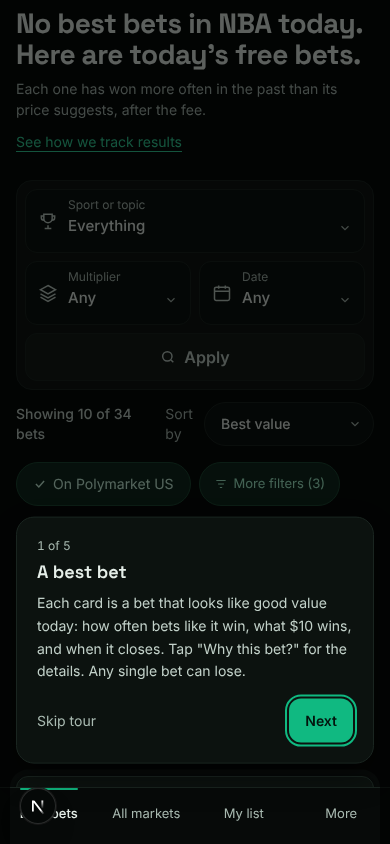 No best bets in NBA today.
Here are today's free bets.
Each one has won more often in the past than its
price suggests, after the fee.
See how we track results
Sport or topic
Everything
Multiplier
Any
Date
Any
Apply
Showing 10 of 34
bets
Sort
by
Best value
On Polymarket US
More filters (3)
1 of 5
A best bet
Each card is a bet that looks like good value
today: how often bets like it win, what $10 wins,
and when it closes. Tap "Why this bet?" for the
details. Any single bet can lose.
Skip tour
Next
N
bets
All markets
My list
More